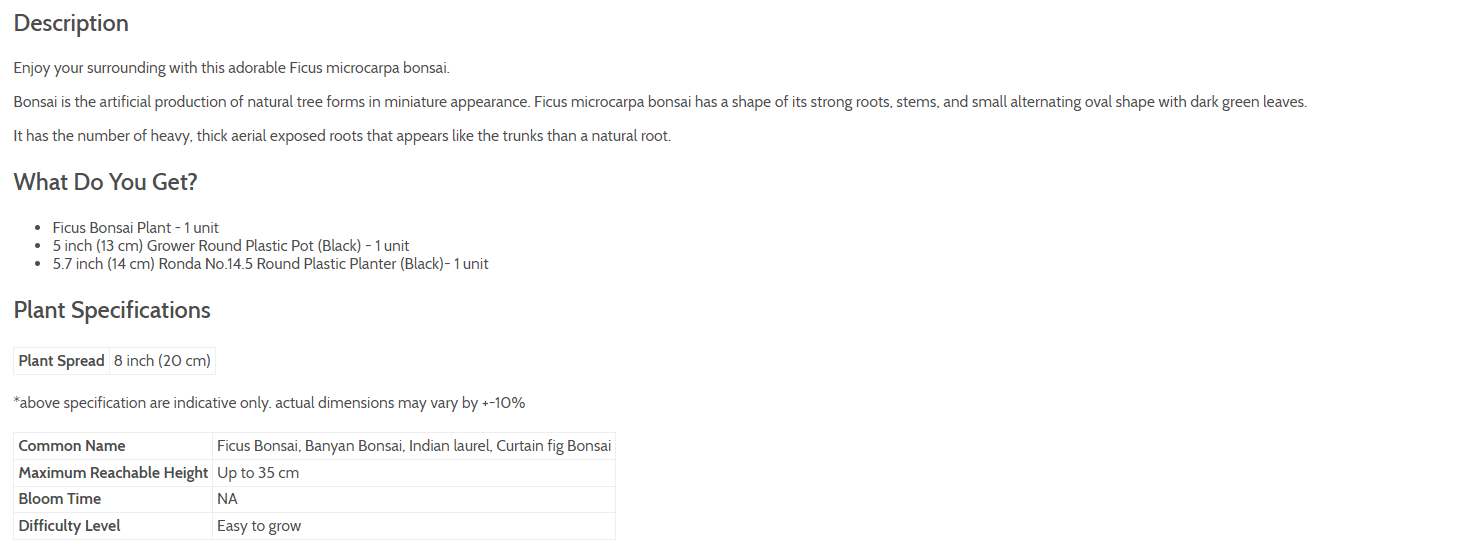 Description
Enjoy your surrounding with this adorable Ficus microcarpa bonsai.
Bonsai is the artificial production of natural tree forms in miniature appearance. Ficus microcarpa bonsai has a shape of its strong roots, stems, and small alternating oval shape with dark green leaves.
It has the number of heavy, thick aerial exposed roots that appears like the trunks than a natural root.
What Do You Get?
• Ficus Bonsai Plant - 1 unit
• 5 inch (13 cm) Grower Round Plastic Pot (Black) - 1 unit
• 5.7 inch (14 cm) Ronda No.14.5 Round Plastic Planter (Black)- 1 unit
Plant Specifications
Plant Spread 8 inch (20 cm)
*above specification are indicative only. actual dimensions may vary by +-10%
Common Name Ficus Bonsai, Banyan Bonsai, Indian laurel, Curtain fig Bonsai
Maximum Reachable Height Up to 35 cm
Bloom Time NA
Difficulty Level Easy to grow